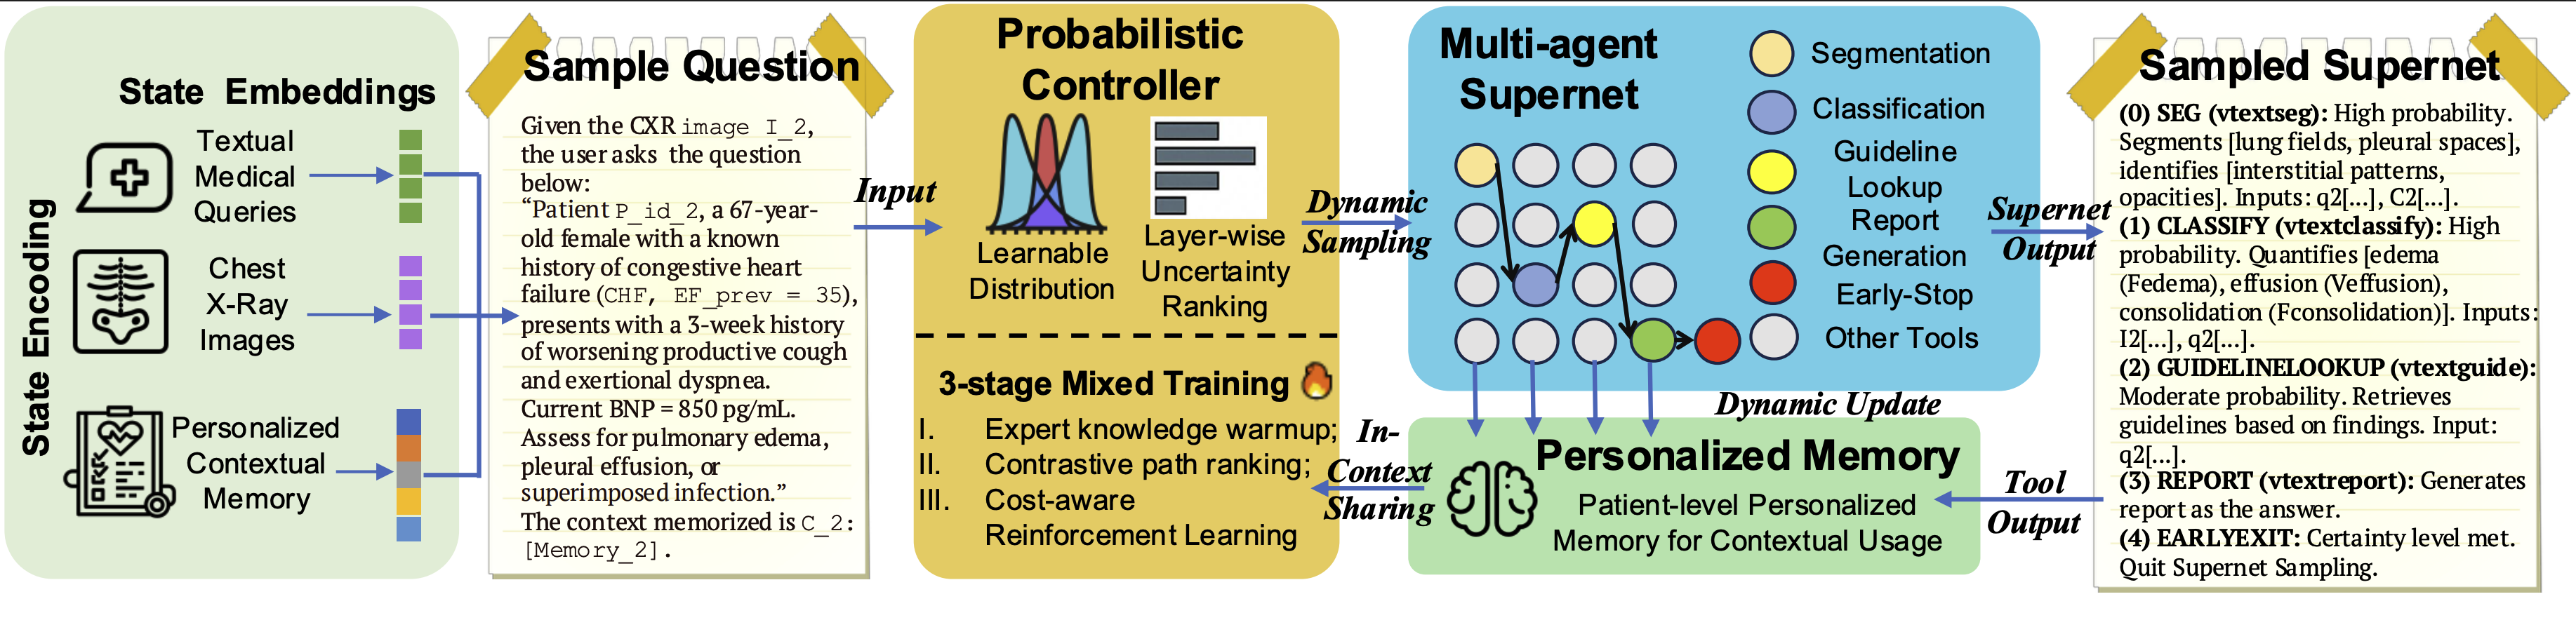 State Encoding
State Embeddings
Textual
Medical
Queries
Chest
X-Ray
Images
Personalized
Contextual
Memory
Sample Question
Given the CXR image I_2,
the user asks the question
below:
“Patient P_id_2, a 67-year-
old female with a known
history of congestive heart
failure (CHF, EF_prev = 35),
presents with a 3-week history
of worsening productive cough
and exertional dyspnea.
Current BNP = 850 pg/mL.
Assess for pulmonary edema,
pleural effusion, or
superimposed infection.”
The context memorized is C_2:
[Memory_2].
Input
Probabilistic
Controller
Learnable
Distribution
Layer-wise
Uncertainty
Ranking
3-stage Mixed Training
I. Expert knowledge warmup;
II. Contrastive path ranking;
III. Cost-aware
Reinforcement Learning
Dynamic
Sampling
In-
Context
Sharing
Multi-agent
Supernet
Segmentation
Classification
Guideline
Lookup
Report
Generation
Early-Stop
Other Tools
Dynamic Update
Personalized Memory
Patient-level Personalized
Memory for Contextual Usage
Supernet
Output
Tool
Output
Sampled Supernet
(0) SEG (vtextseg): High probability.
Segments [lung fields, pleural spaces],
identifies [interstitial patterns,
opacities]. Inputs: q2[...], C2[...].
(1) CLASSIFY (vtextclassify): High
probability. Quantifies [edema
(Fedema), effusion (Veffusion),
consolidation (Fconsolidation)]. Inputs:
I2[...], q2[...].
(2) GUIDELINELOOKUP (vtextguide):
Moderate probability. Retrieves
guidelines based on findings. Input:
q2[...].
(3) REPORT (vtextreport): Generates
report as the answer.
(4) EARLYEXIT: Certainty level met.
Quit Supernet Sampling.